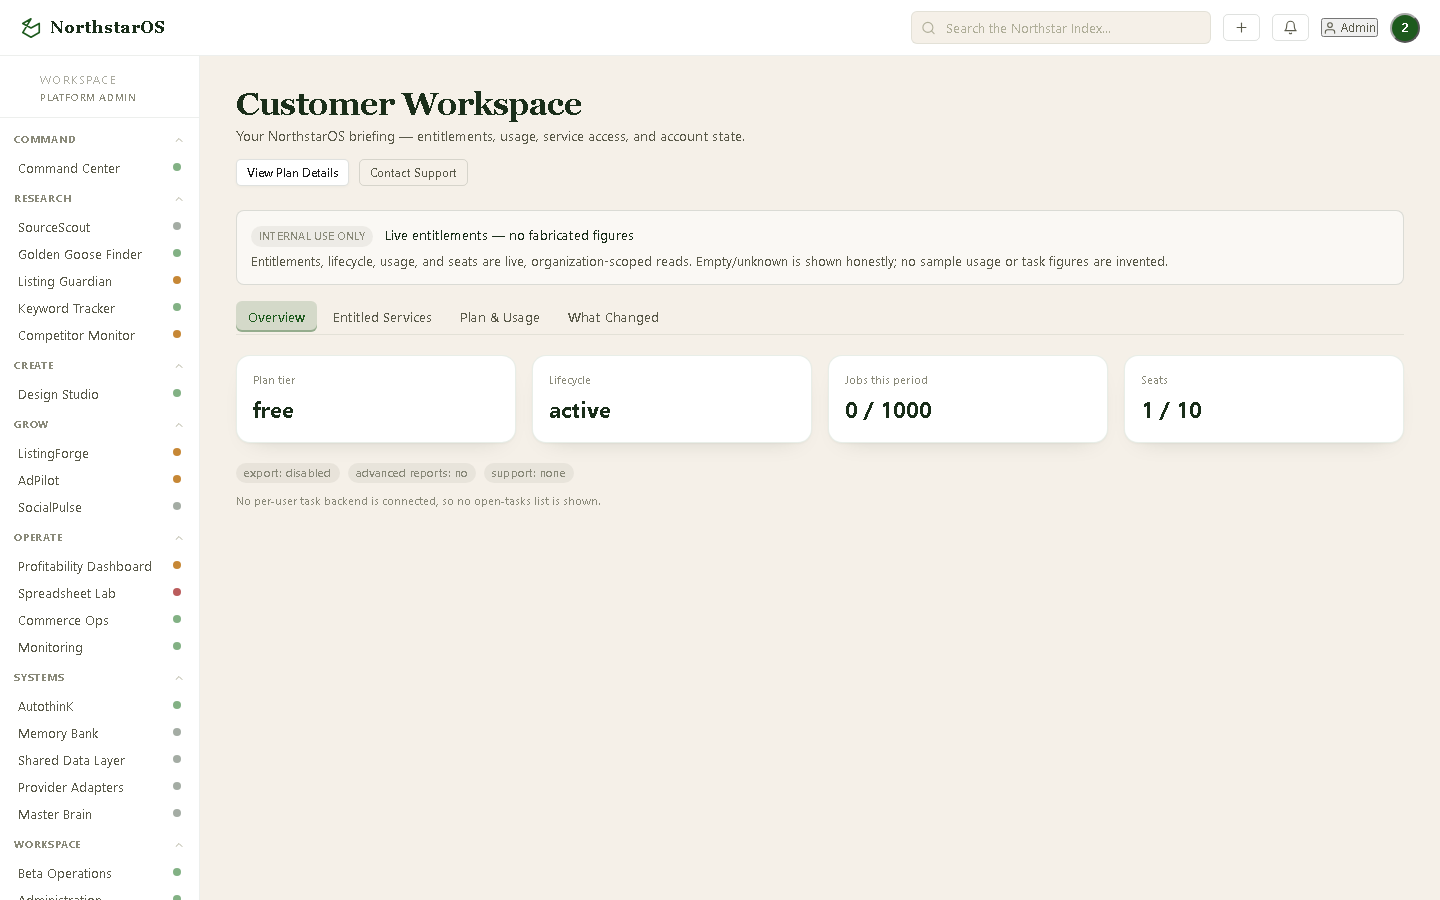 NorthstarOS
Search the Northstar Index...
Admin
2
WORKSPACE
PLATFORM ADMIN
COMMAND
Command Center
RESEARCH
SourceScout
Golden Goose Finder
Listing Guardian
Keyword Tracker
Competitor Monitor
CREATE
Design Studio
GROW
ListingForge
AdPilot
SocialPulse
OPERATE
Profitability Dashboard
Spreadsheet Lab
Commerce Ops
Monitoring
SYSTEMS
AutothinK
Memory Bank
Shared Data Layer
Provider Adapters
Master Brain
WORKSPACE
Beta Operations
Administration
Customer Workspace
Your NorthstarOS briefing — entitlements, usage, service access, and account state.
View Plan Details
Contact Support
INTERNAL USE ONLY Live entitlements — no fabricated figures
Entitlements, lifecycle, usage, and seats are live, organization-scoped reads. Empty/unknown is shown honestly; no sample usage or task figures are invented.
Overview
Entitled Services
Plan & Usage
What Changed
Plan tier
free
Lifecycle
active
Jobs this period
0 / 1000
Seats
1 / 10
export: disabled
advanced reports: no
support: none
No per-user task backend is connected, so no open-tasks list is shown.